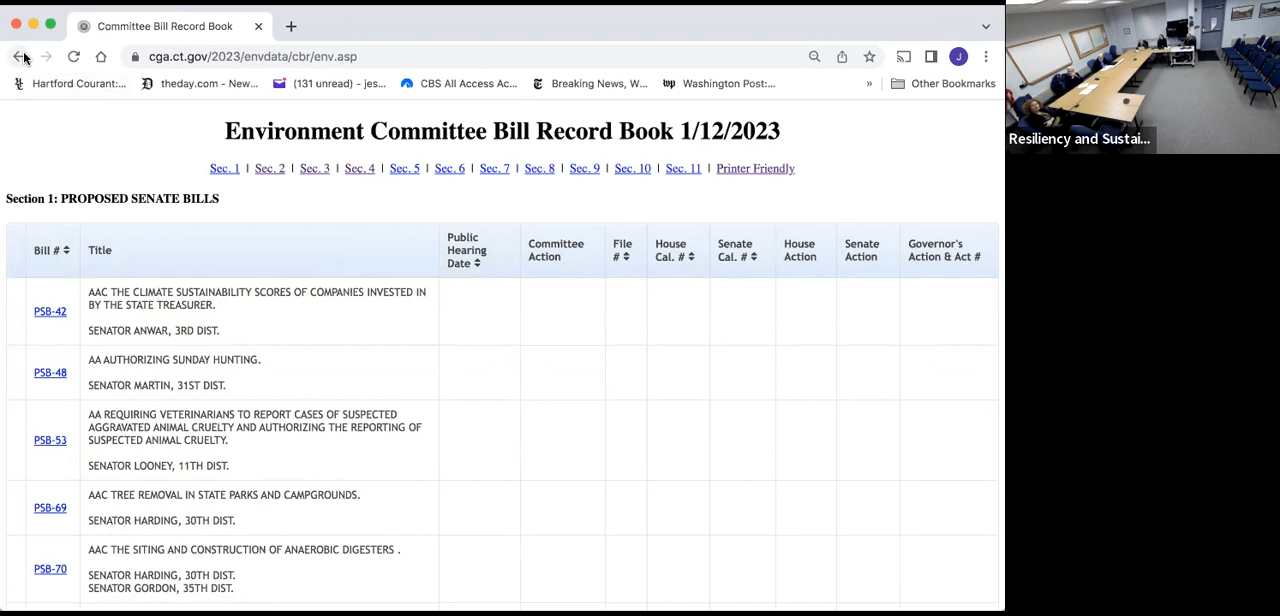 Committee Bill Record Book
cga.ct.gov/2023/envdata/cbr/env.asp
J
Hartford Courant:...
theday.com - New...
(131 unread) - jes...
CBS All Access Ac...
Breaking News, W...
Washington Post:...
»
Other Bookmarks
Environment Committee Bill Record Book 1/12/2023
Sec. 1 | Sec. 2 | Sec. 3 | Sec. 4 | Sec. 5 | Sec. 6 | Sec. 7 | Sec. 8 | Sec. 9 | Sec. 10 | Sec. 11 | Printer Friendly
Section 1: PROPOSED SENATE BILLS
Bill #
Title
Public
Hearing
Date
Committee
Action
File
#
House
Cal. #
Senate
Cal. #
House
Action
Senate
Action
Governor's
Action & Act #
PSB-42
AAC THE CLIMATE SUSTAINABILITY SCORES OF COMPANIES INVESTED IN
BY THE STATE TREASURER.
SENATOR ANWAR, 3RD DIST.
PSB-48
AA AUTHORIZING SUNDAY HUNTING.
SENATOR MARTIN, 31ST DIST.
PSB-53
AA REQUIRING VETERINARIANS TO REPORT CASES OF SUSPECTED
AGGRAVATED ANIMAL CRUELTY AND AUTHORIZING THE REPORTING OF
SUSPECTED ANIMAL CRUELTY.
SENATOR LOONEY, 11TH DIST.
PSB-69
AAC TREE REMOVAL IN STATE PARKS AND CAMPGROUNDS.
SENATOR HARDING, 30TH DIST.
PSB-70
AAC THE SITING AND CONSTRUCTION OF ANAEROBIC DIGESTERS .
SENATOR HARDING, 30TH DIST.
SENATOR GORDON, 35TH DIST.
Resiliency and Sustai...